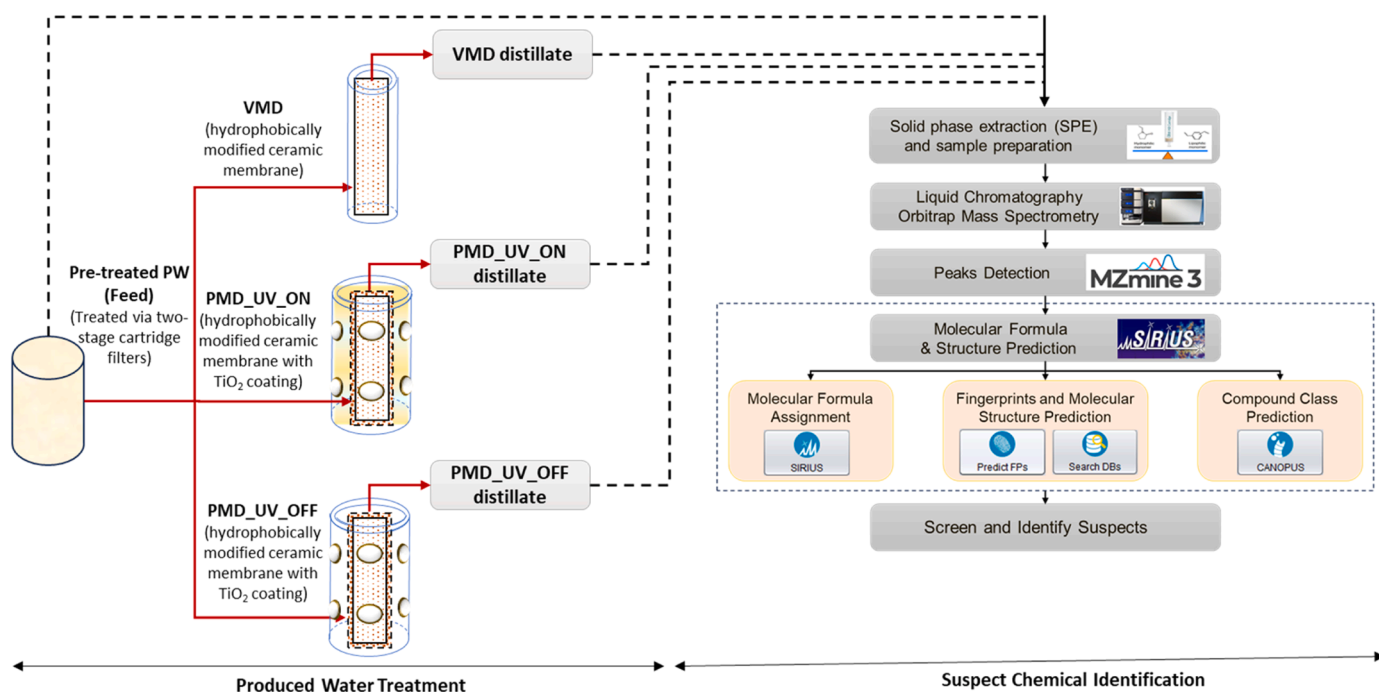 VMD distillate
VMD
(hydrophobically
modified ceramic
membrane)
Pre-treated PW
(Feed)
(Treated via two-
stage cartridge
filters)
PMD_UV_ON
distillate
PMD_UV_ON
(hydrophobically
modified ceramic
membrane with
TiO₂ coating)
PMD_UV_OFF
distillate
PMD_UV_OFF
(hydrophobically
modified ceramic
membrane with
TiO₂ coating)
Produced Water Treatment
Solid phase extraction (SPE)
and sample preparation
Liquid Chromatography
Orbitrap Mass Spectrometry
Peaks Detection
MZmine 3
Molecular Formula
& Structure Prediction
SIRIUS
Molecular Formula
Assignment
SIRIUS
Fingerprints and Molecular
Structure Prediction
Predict FPs
Search DBs
Compound Class
Prediction
CANOPUS
Screen and Identify Suspects
Suspect Chemical Identification